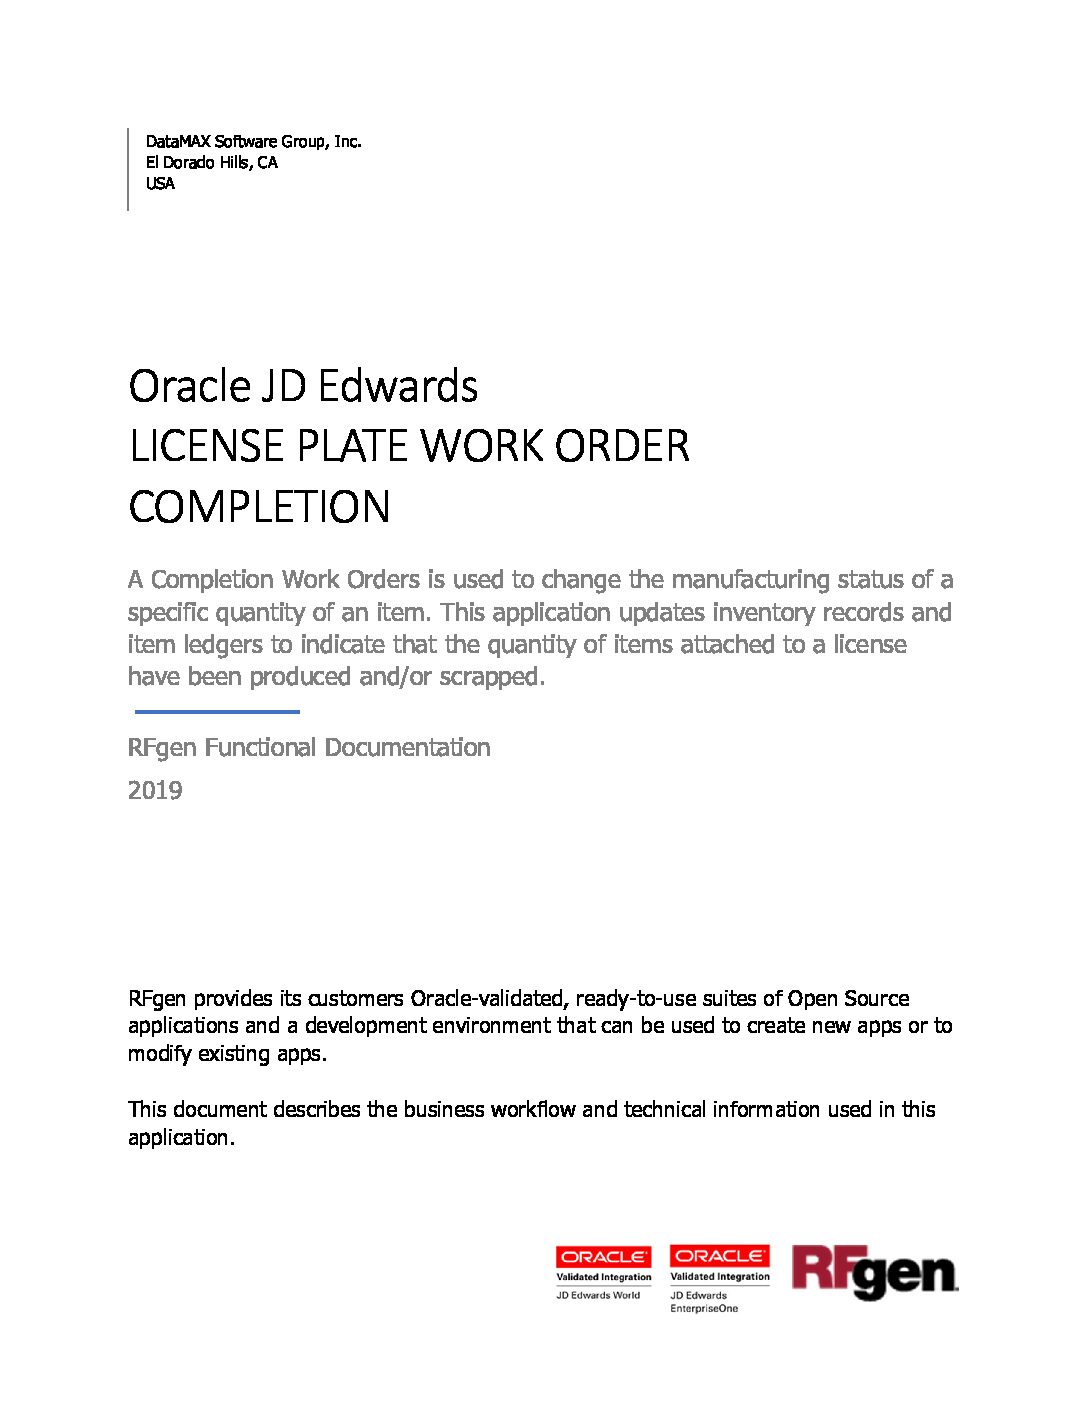 DataMAX Software Group, Inc.
El Dorado Hills, CA
USA
Oracle JD Edwards
LICENSE PLATE WORK ORDER
COMPLETION
A Completion Work Orders is used to change the manufacturing status of a
specific quantity of an item. This application updates inventory records and
item ledgers to indicate that the quantity of items attached to a license
have been produced and/or scrapped.
RFgen Functional Documentation
2019
RFgen provides its customers Oracle-validated, ready-to-use suites of Open Source
applications and a development environment that can be used to create new apps or to
modify existing apps.
This document describes the business workflow and technical information used in this
application.
ORACLE
Validated Integration
JD Edwards World
ORACLE
Validated Integration
JD Edwards
EnterpriseOne
RFgen